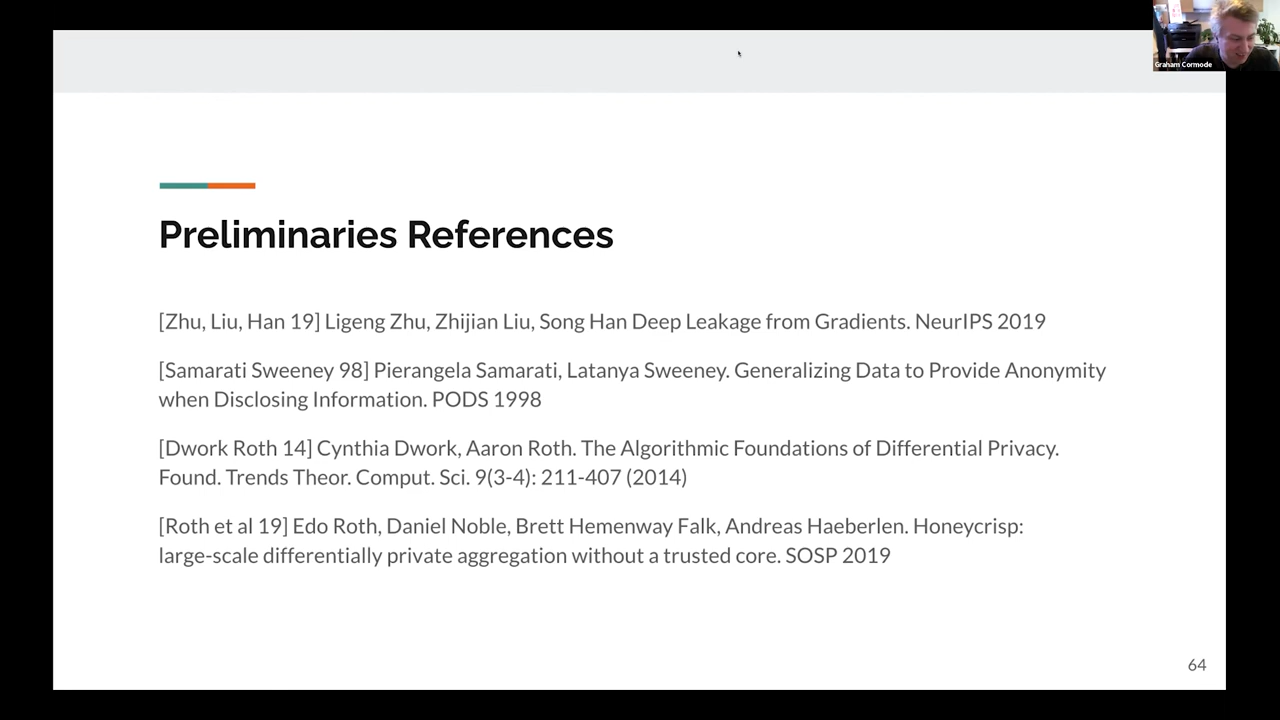 Graham Cormode
Preliminaries References
[Zhu, Liu, Han 19] Ligeng Zhu, Zhijian Liu, Song Han Deep Leakage from Gradients. NeurIPS 2019
[Samarati Sweeney 98] Pierangela Samarati, Latanya Sweeney. Generalizing Data to Provide Anonymity
when Disclosing Information. PODS 1998
[Dwork Roth 14] Cynthia Dwork, Aaron Roth. The Algorithmic Foundations of Differential Privacy.
Found. Trends Theor. Comput. Sci. 9(3-4): 211-407 (2014)
[Roth et al 19] Edo Roth, Daniel Noble, Brett Hemenway Falk, Andreas Haeberlen. Honeycrisp:
large-scale differentially private aggregation without a trusted core. SOSP 2019
64